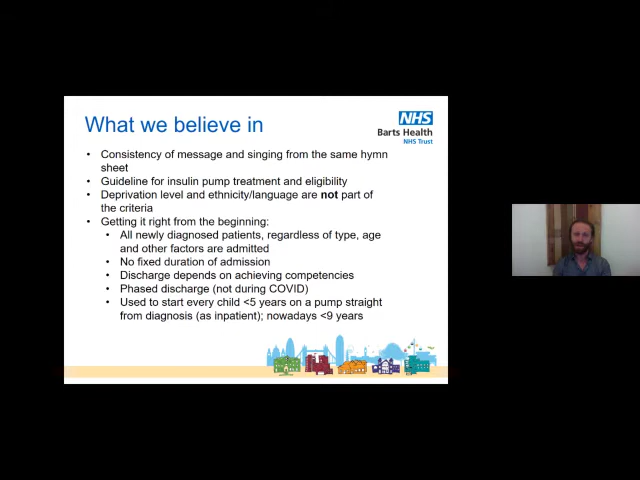 What we believe in
NHS
Barts Health
NHS Trust
• Consistency of message and singing from the same hymn
sheet
• Guideline for insulin pump treatment and eligibility
• Deprivation level and ethnicity/language are not part of
the criteria
• Getting it right from the beginning:
• All newly diagnosed patients, regardless of type, age
and other factors are admitted
• No fixed duration of admission
• Discharge depends on achieving competencies
• Phased discharge (not during COVID)
• Used to start every child <5 years on a pump straight
from diagnosis (as inpatient); nowadays <9 years